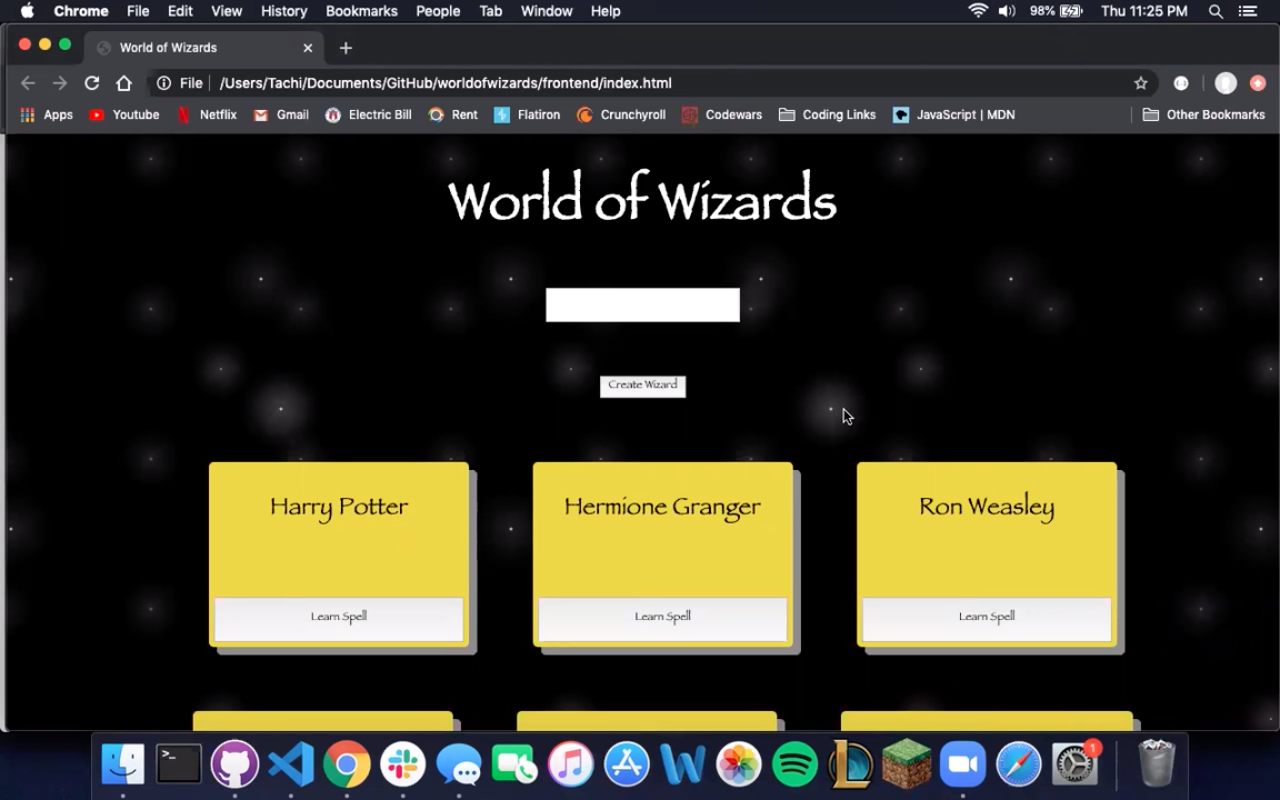 Chrome File Edit View History Bookmarks People Tab Window Help 98% Thu 11:25 PM
World of Wizards
File /Users/Tachi/Documents/GitHub/worldofwizards/frontend/index.html
Apps Youtube Netflix Gmail Electric Bill Rent Flatiron Crunchyroll Codewars Coding Links JavaScript | MDN Other Bookmarks
World of Wizards
Create Wizard
Harry Potter Hermione Granger Ron Weasley
Learn Spell Learn Spell Learn Spell
>_ W 1